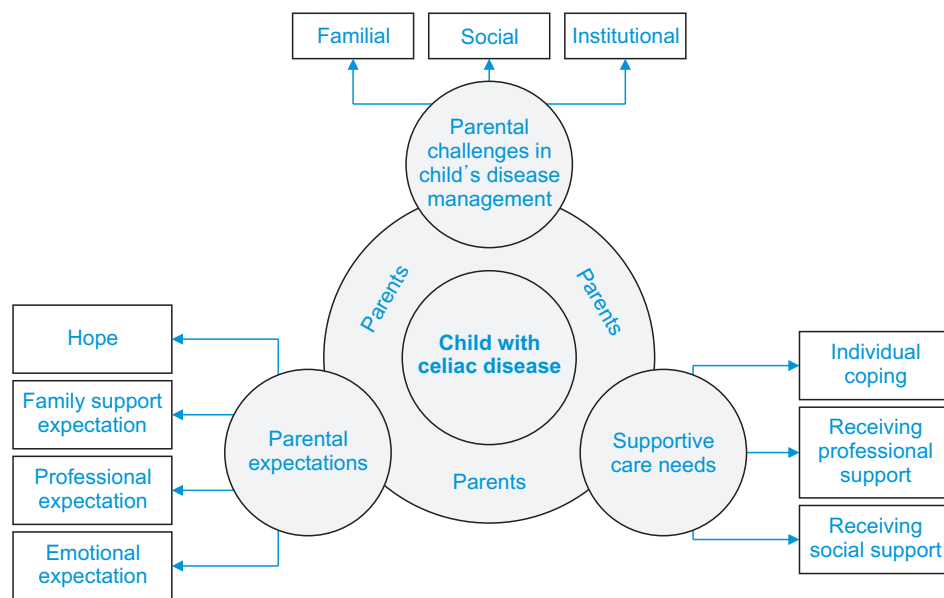 Familial
Social
Institutional
Parental
challenges in
child's disease
management
Parents
Parents
Child with
celiac disease
Parents
Hope
Family support
expectation
Professional
expectation
Emotional
expectation
Parental
expectations
Supportive
care needs
Individual
coping
Receiving
professional
support
Receiving
social support